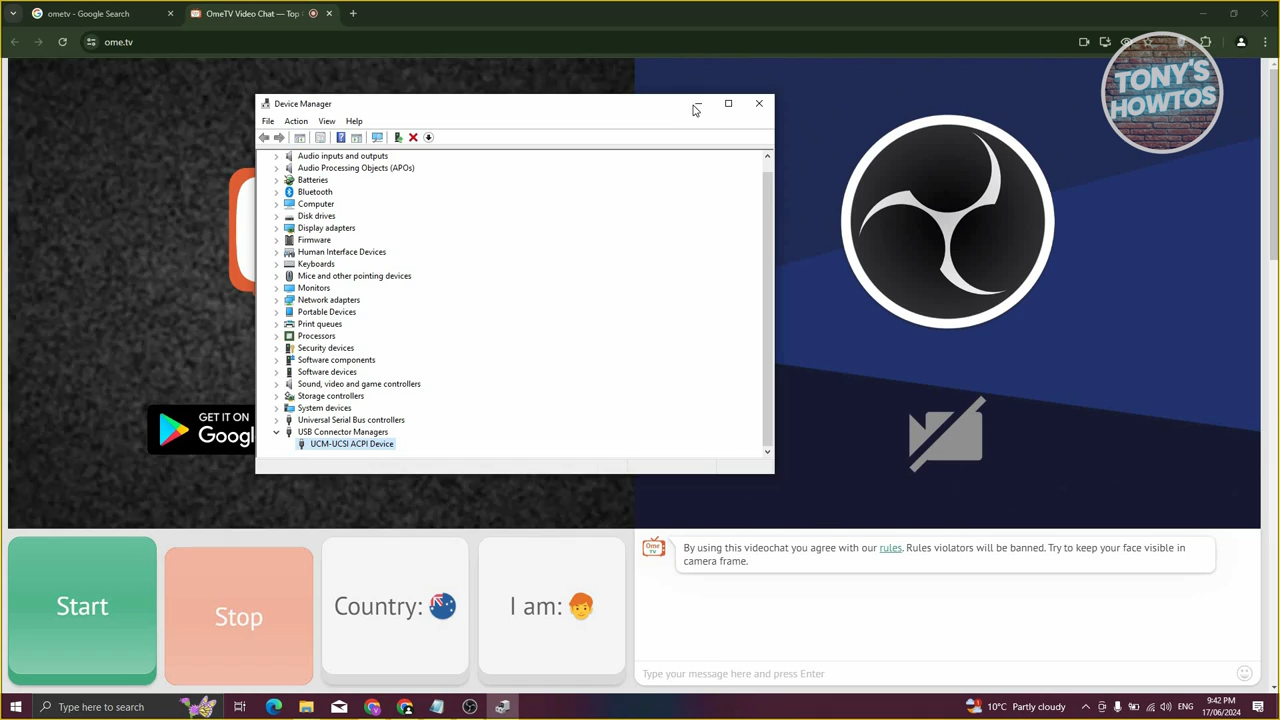 ometv - Google Search
OmeTV Video Chat — Top
ome.tv
TONY'S
HOWTOS
Device Manager
File Action View Help
Audio inputs and outputs
Audio Processing Objects (APOs)
Batteries
Bluetooth
Computer
Disk drives
Display adapters
Firmware
Human Interface Devices
Keyboards
Mice and other pointing devices
Monitors
Network adapters
Portable Devices
Print queues
Processors
Security devices
Software components
Software devices
Sound, video and game controllers
Storage controllers
System devices
Universal Serial Bus controllers
USB Connector Managers
UCM-UCSI ACPI Device
GET IT ON
Googl
Start
Stop
Country:
I am:
Ome
TV
By using this videochat you agree with our rules. Rules violators will be banned. Try to keep your face visible in
camera frame.
Type your message here and press Enter
Type here to search
10°C Partly cloudy
9:42 PM
17/06/2024